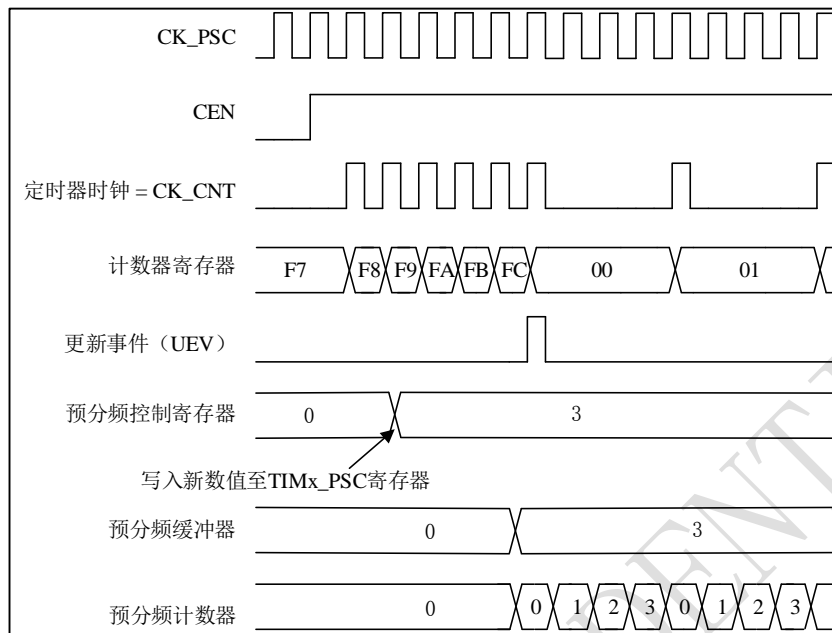 CK_PSC
CEN
定时器时钟 = CK_CNT
计数器寄存器 F7 F8 F9 FA FB FC 00 01
更新事件（UEV）
预分频控制寄存器 0 3
写入新数值至TIMx_PSC寄存器
预分频缓冲器 0 3
预分频计数器 0 0 1 2 3 0 1 2 3